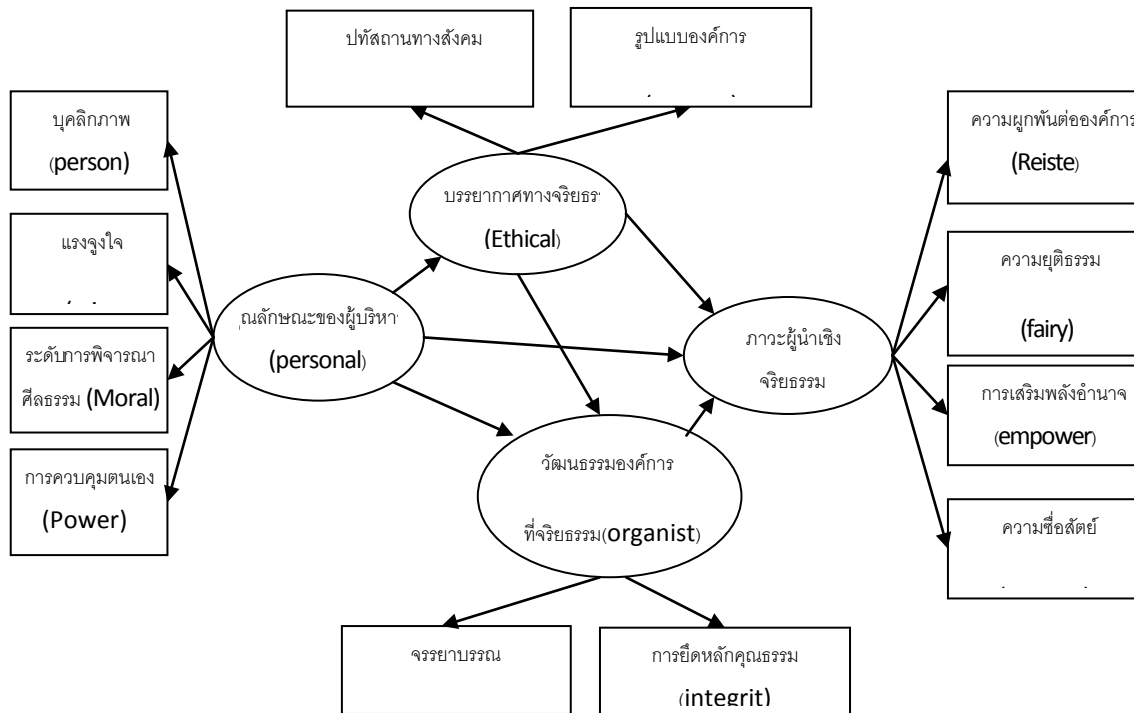 ปทัสถานทางสังคม
รูปแบบองค์การ
บุคลิกภาพ
(person)
ความผูกพันต่อองค์การ
(Reiste)
บรรยากาศทางจริยธร
(Ethical)
แรงจูงใจ
ความยุติธรรม
(fairy)
ุณลักษณะของผู้บริหา
(personal)
ภาวะผู้นำเชิง
จริยธรรม
ระดับการพิจารณา
ศีลธรรม (Moral)
การเสริมพลังอำนาจ
(empower)
การควบคุมตนเอง
(Power)
วัฒนธรรมองค์การ
ที่จริยธรรม(organist)
ความซื่อสัตย์
จรรยาบรรณ
การยึดหลักคุณธรรม
(integrit)